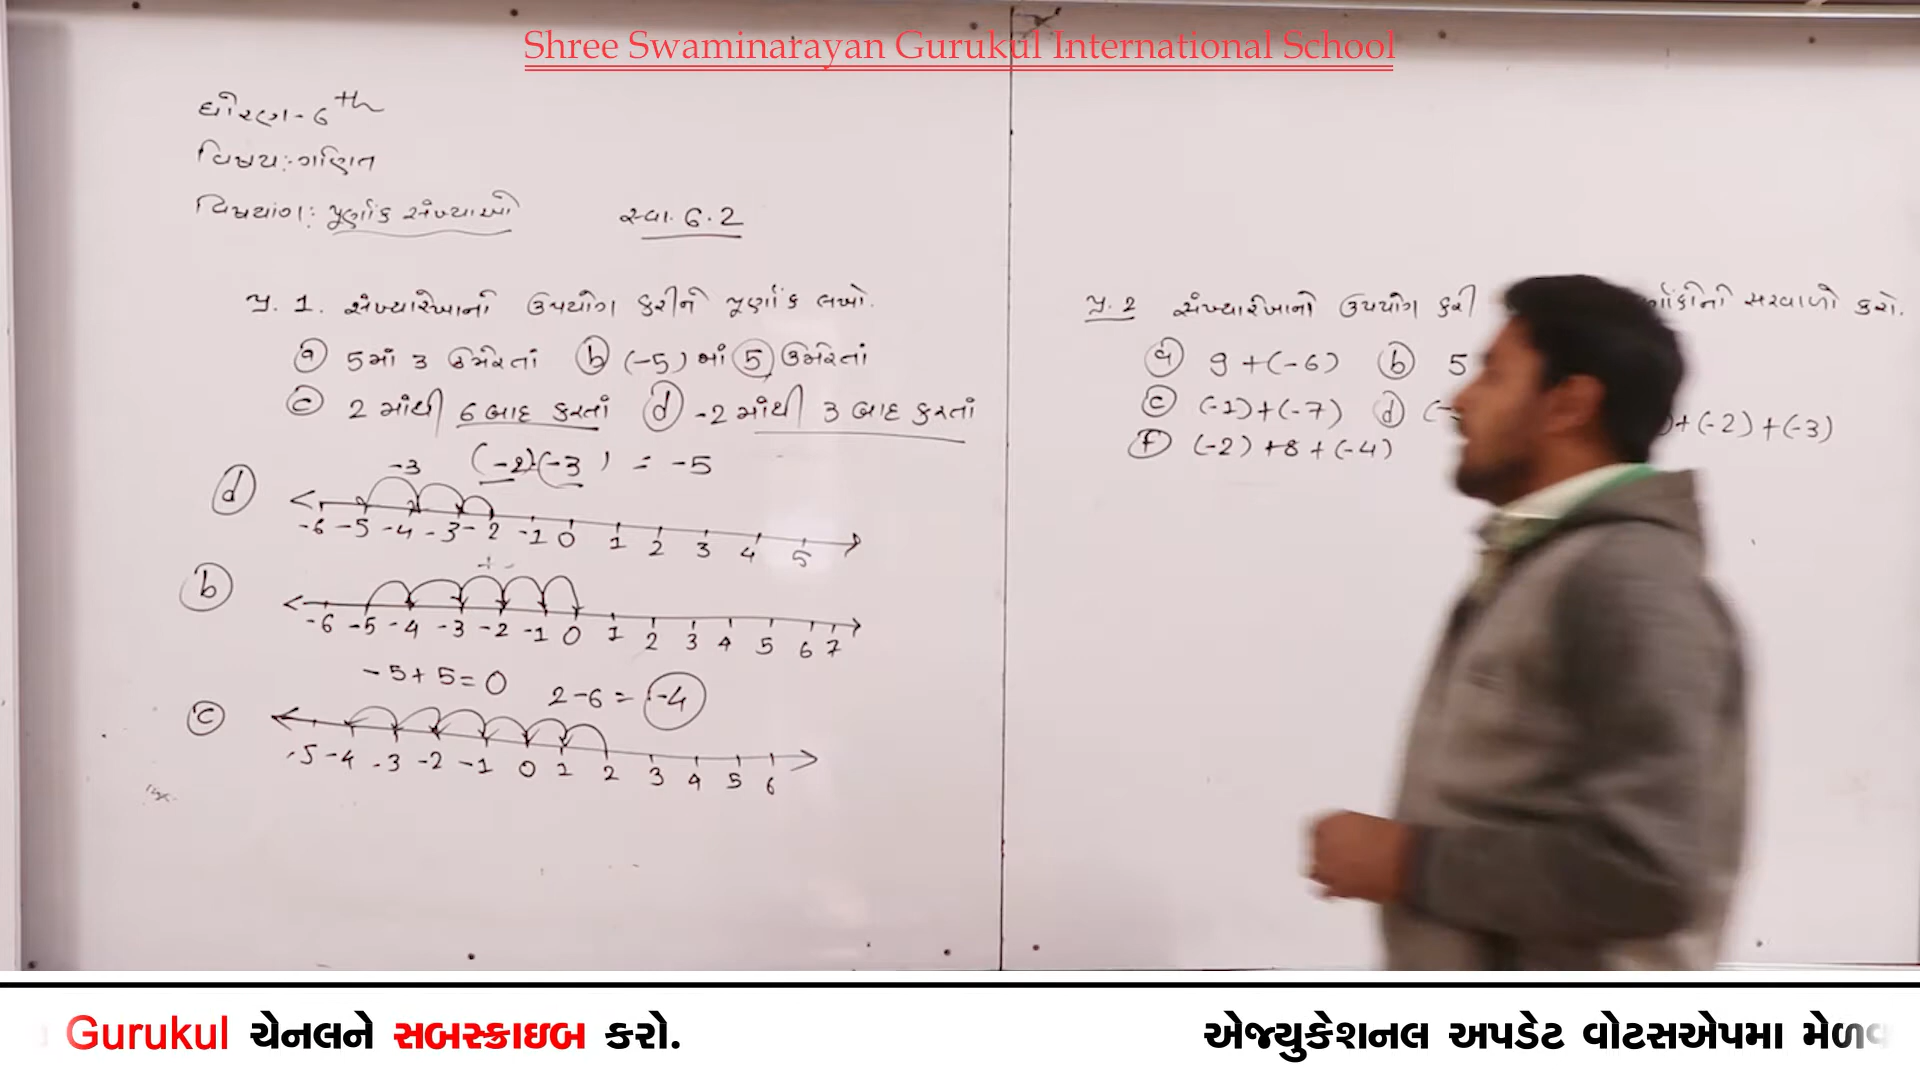 Shree Swaminarayan Gurukul International School
ધોરણ-6th
વિષય:-ગણિત
વિષયાંગ: પૂર્ણાંક સંખ્યાઓ સ્વા. 6.2
પ્ર. 1. સંખ્યારેખાનો ઉપયોગ કરીને પૂર્ણાંક લખો.
(a) 5માં 3 ઉમેરતાં (b) (-5) માં 5 ઉમેરતાં
(c) 2 માંથી 6 બાદ કરતાં (d) -2 માંથી 3 બાદ કરતાં
-3 (-2)+(-3) = -5
(d)
-6 -5 -4 -3 -2 -1 0 1 2 3 4 5
(b)
-6 -5 -4 -3 -2 -1 0 1 2 3 4 5 6 7
-5+5=0 2-6=-4
(c)
-5 -4 -3 -2 -1 0 1 2 3 4 5 6
પ્ર. 2 સંખ્યારેખાનો ઉપયોગ કરી સરવાળો કરો.
(a) 9 +(-6) (b) 5
(c) (-1)+(-7) (d) (- )+(-2)+(-3)
(f) (-2) +8 + (-4)
Gurukul ચેનલને સબસ્ક્રાઇબ કરો. એજ્યુકેશનલ અપડેટ વોટસએપમા